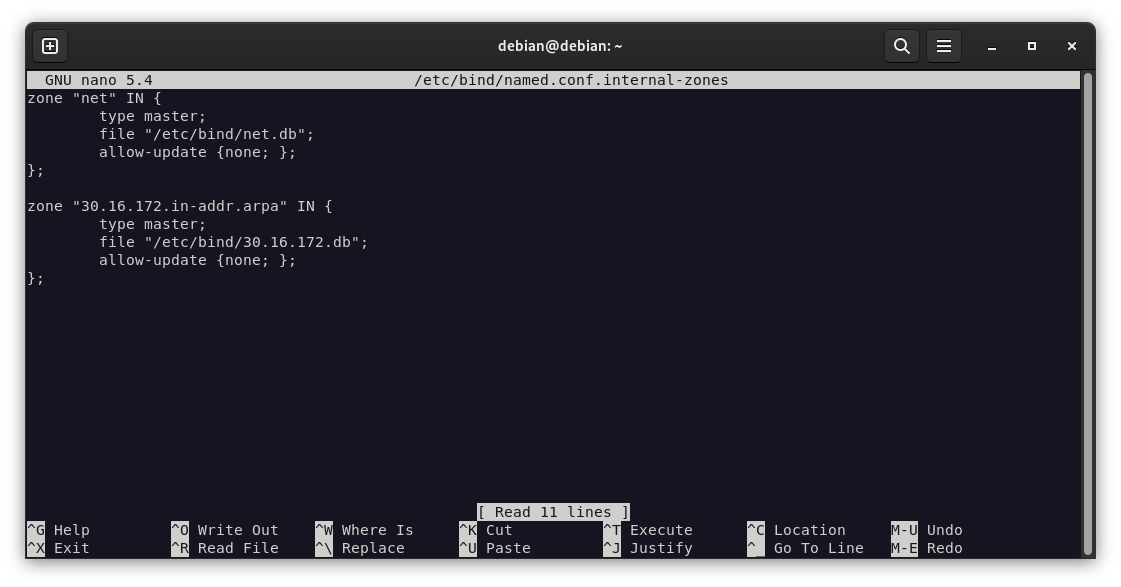 debian@debian: ~
GNU nano 5.4 /etc/bind/named.conf.internal-zones
zone "net" IN {
        type master;
        file "/etc/bind/net.db";
        allow-update {none; };
};

zone "30.16.172.in-addr.arpa" IN {
        type master;
        file "/etc/bind/30.16.172.db";
        allow-update {none; };
};
[ Read 11 lines ]
^G Help ^O Write Out ^W Where Is ^K Cut ^T Execute ^C Location M-U Undo
^X Exit ^R Read File ^\ Replace ^U Paste ^J Justify ^_ Go To Line M-E Redo